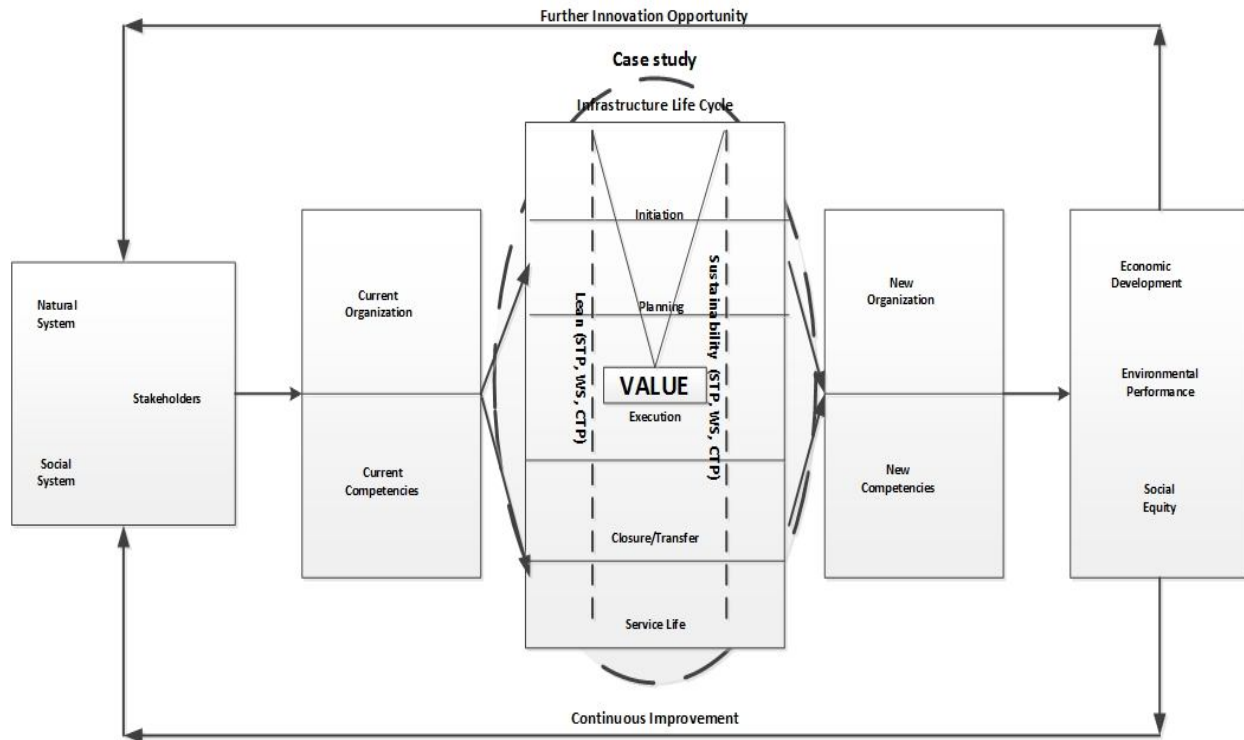 Further Innovation Opportunity
Case study
Infrastructure Life Cycle
Natural
System
Stakeholders
Social
System
Current
Organization
Current
Competencies
Initiation
Planning
VALUE
Execution
Closure/Transfer
Service Life
Lean (STP, WS, CTP)
Sustainability (STP, WS, CTP)
New
Organization
New
Competencies
Economic
Development
Environmental
Performance
Social
Equity
Continuous Improvement